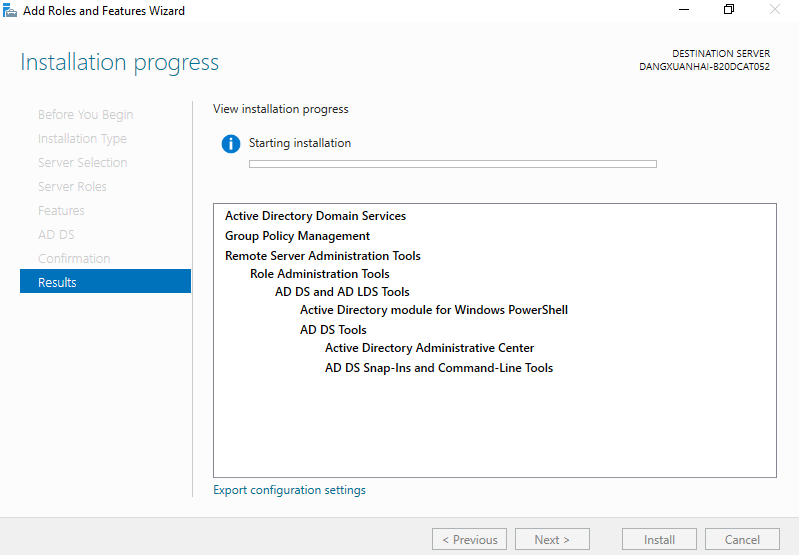 Add Roles and Features Wizard
Installation progress
DESTINATION SERVER
DANGXUANHAI-B20DCAT052
Before You Begin
Installation Type
Server Selection
Server Roles
Features
AD DS
Confirmation
Results
View installation progress
Starting installation
Active Directory Domain Services
Group Policy Management
Remote Server Administration Tools
Role Administration Tools
AD DS and AD LDS Tools
Active Directory module for Windows PowerShell
AD DS Tools
Active Directory Administrative Center
AD DS Snap-Ins and Command-Line Tools
Export configuration settings
< Previous
Next >
Install
Cancel